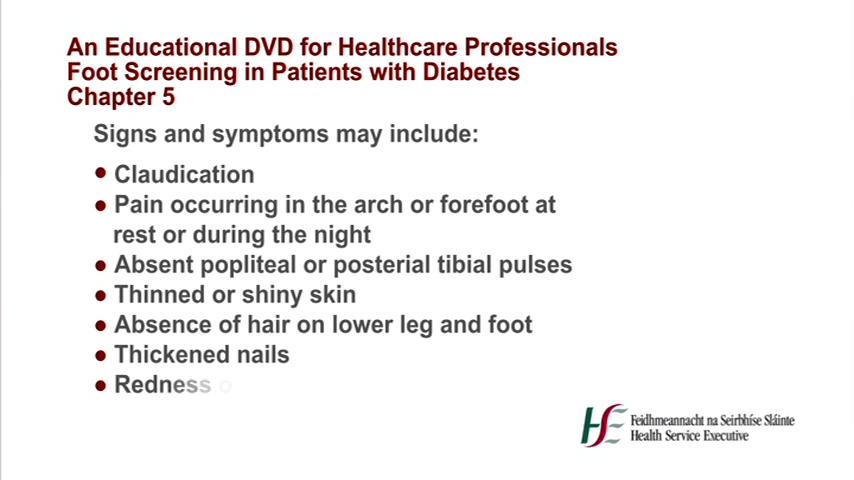 An Educational DVD for Healthcare Professionals
Foot Screening in Patients with Diabetes
Chapter 5
Signs and symptoms may include:
• Claudication
• Pain occurring in the arch or forefoot at
rest or during the night
• Absent popliteal or posterial tibial pulses
• Thinned or shiny skin
• Absence of hair on lower leg and foot
• Thickened nails
• Redness o
HSE
Feidhmeannacht na Seirbhíse Sláinte
Health Service Executive